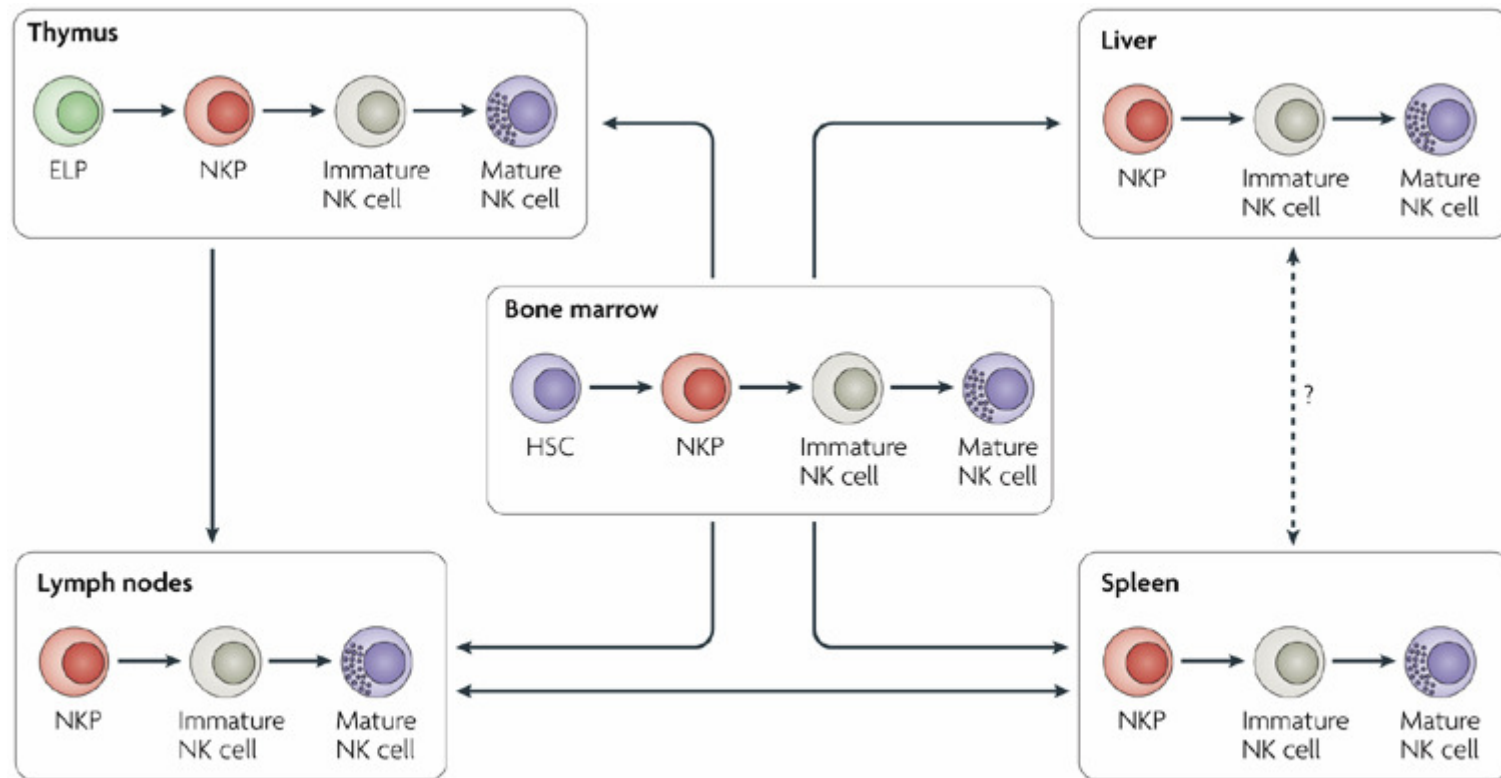 Thymus
ELP
NKP
Immature
NK cell
Mature
NK cell
Liver
NKP
Immature
NK cell
Mature
NK cell
Bone marrow
HSC
NKP
Immature
NK cell
Mature
NK cell
?
Lymph nodes
NKP
Immature
NK cell
Mature
NK cell
Spleen
NKP
Immature
NK cell
Mature
NK cell